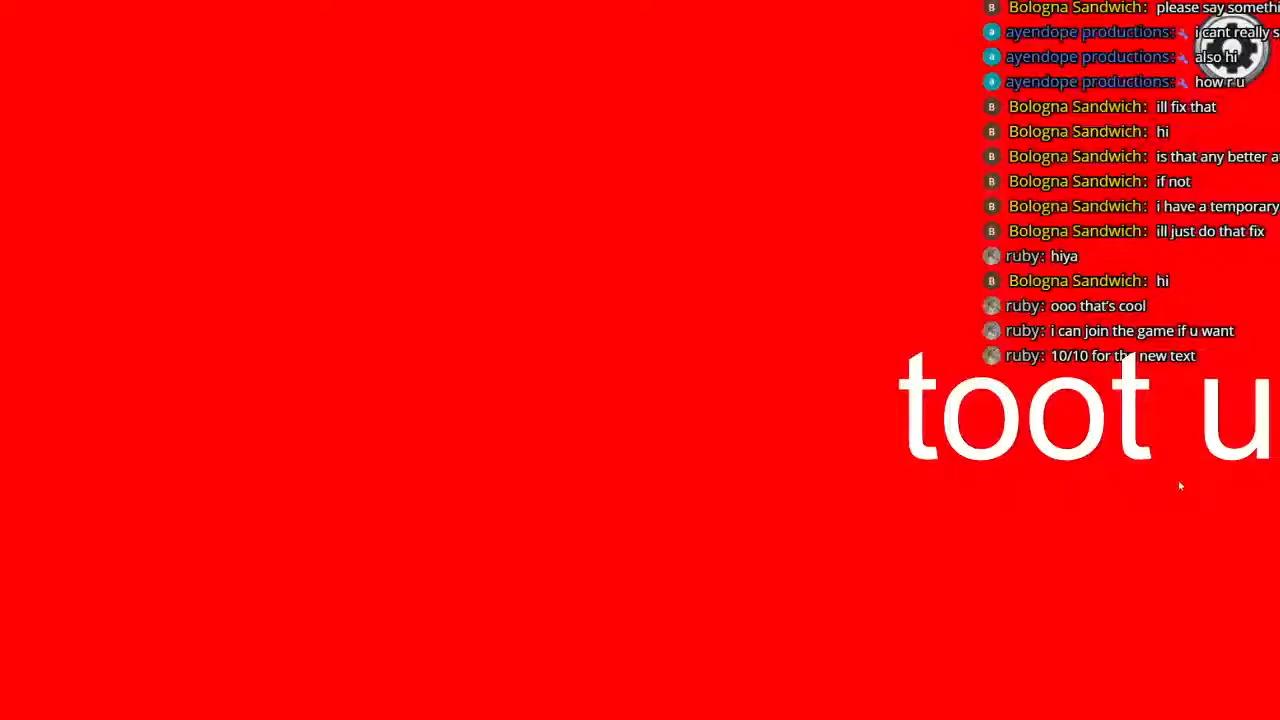 B Bologna Sandwich: please say somethi
a ayendope productions: i cant really s
a ayendope productions: also hi
a ayendope productions: how r u
B Bologna Sandwich: ill fix that
B Bologna Sandwich: hi
B Bologna Sandwich: is that any better a
B Bologna Sandwich: if not
B Bologna Sandwich: i have a temporary
B Bologna Sandwich: ill just do that fix
ruby: hiya
B Bologna Sandwich: hi
ruby: ooo that's cool
ruby: i can join the game if u want
ruby: 10/10 for the new text
toot u